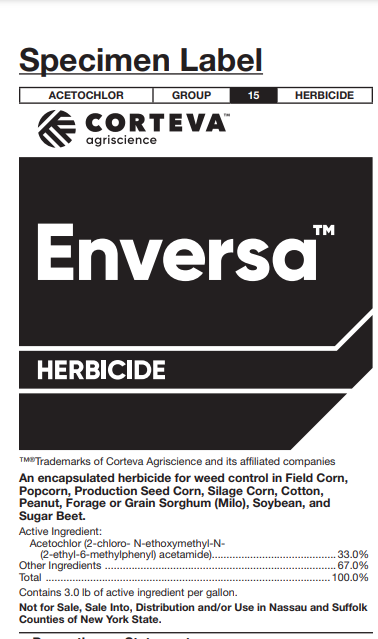 Specimen Label
ACETOCHLOR GROUP 15 HERBICIDE
CORTEVA™
agriscience
Enversa™
HERBICIDE
™®Trademarks of Corteva Agriscience and its affiliated companies
An encapsulated herbicide for weed control in Field Corn,
Popcorn, Production Seed Corn, Silage Corn, Cotton,
Peanut, Forage or Grain Sorghum (Milo), Soybean, and
Sugar Beet.
Active Ingredient:
Acetochlor (2-chloro- N-ethoxymethyl-N-
(2-ethyl-6-methylphenyl) acetamide)..................................... 33.0%
Other Ingredients ..................................................................... 67.0%
Total ...................................................................................... 100.0%
Contains 3.0 lb of active ingredient per gallon.
Not for Sale, Sale Into, Distribution and/or Use in Nassau and Suffolk
Counties of New York State.